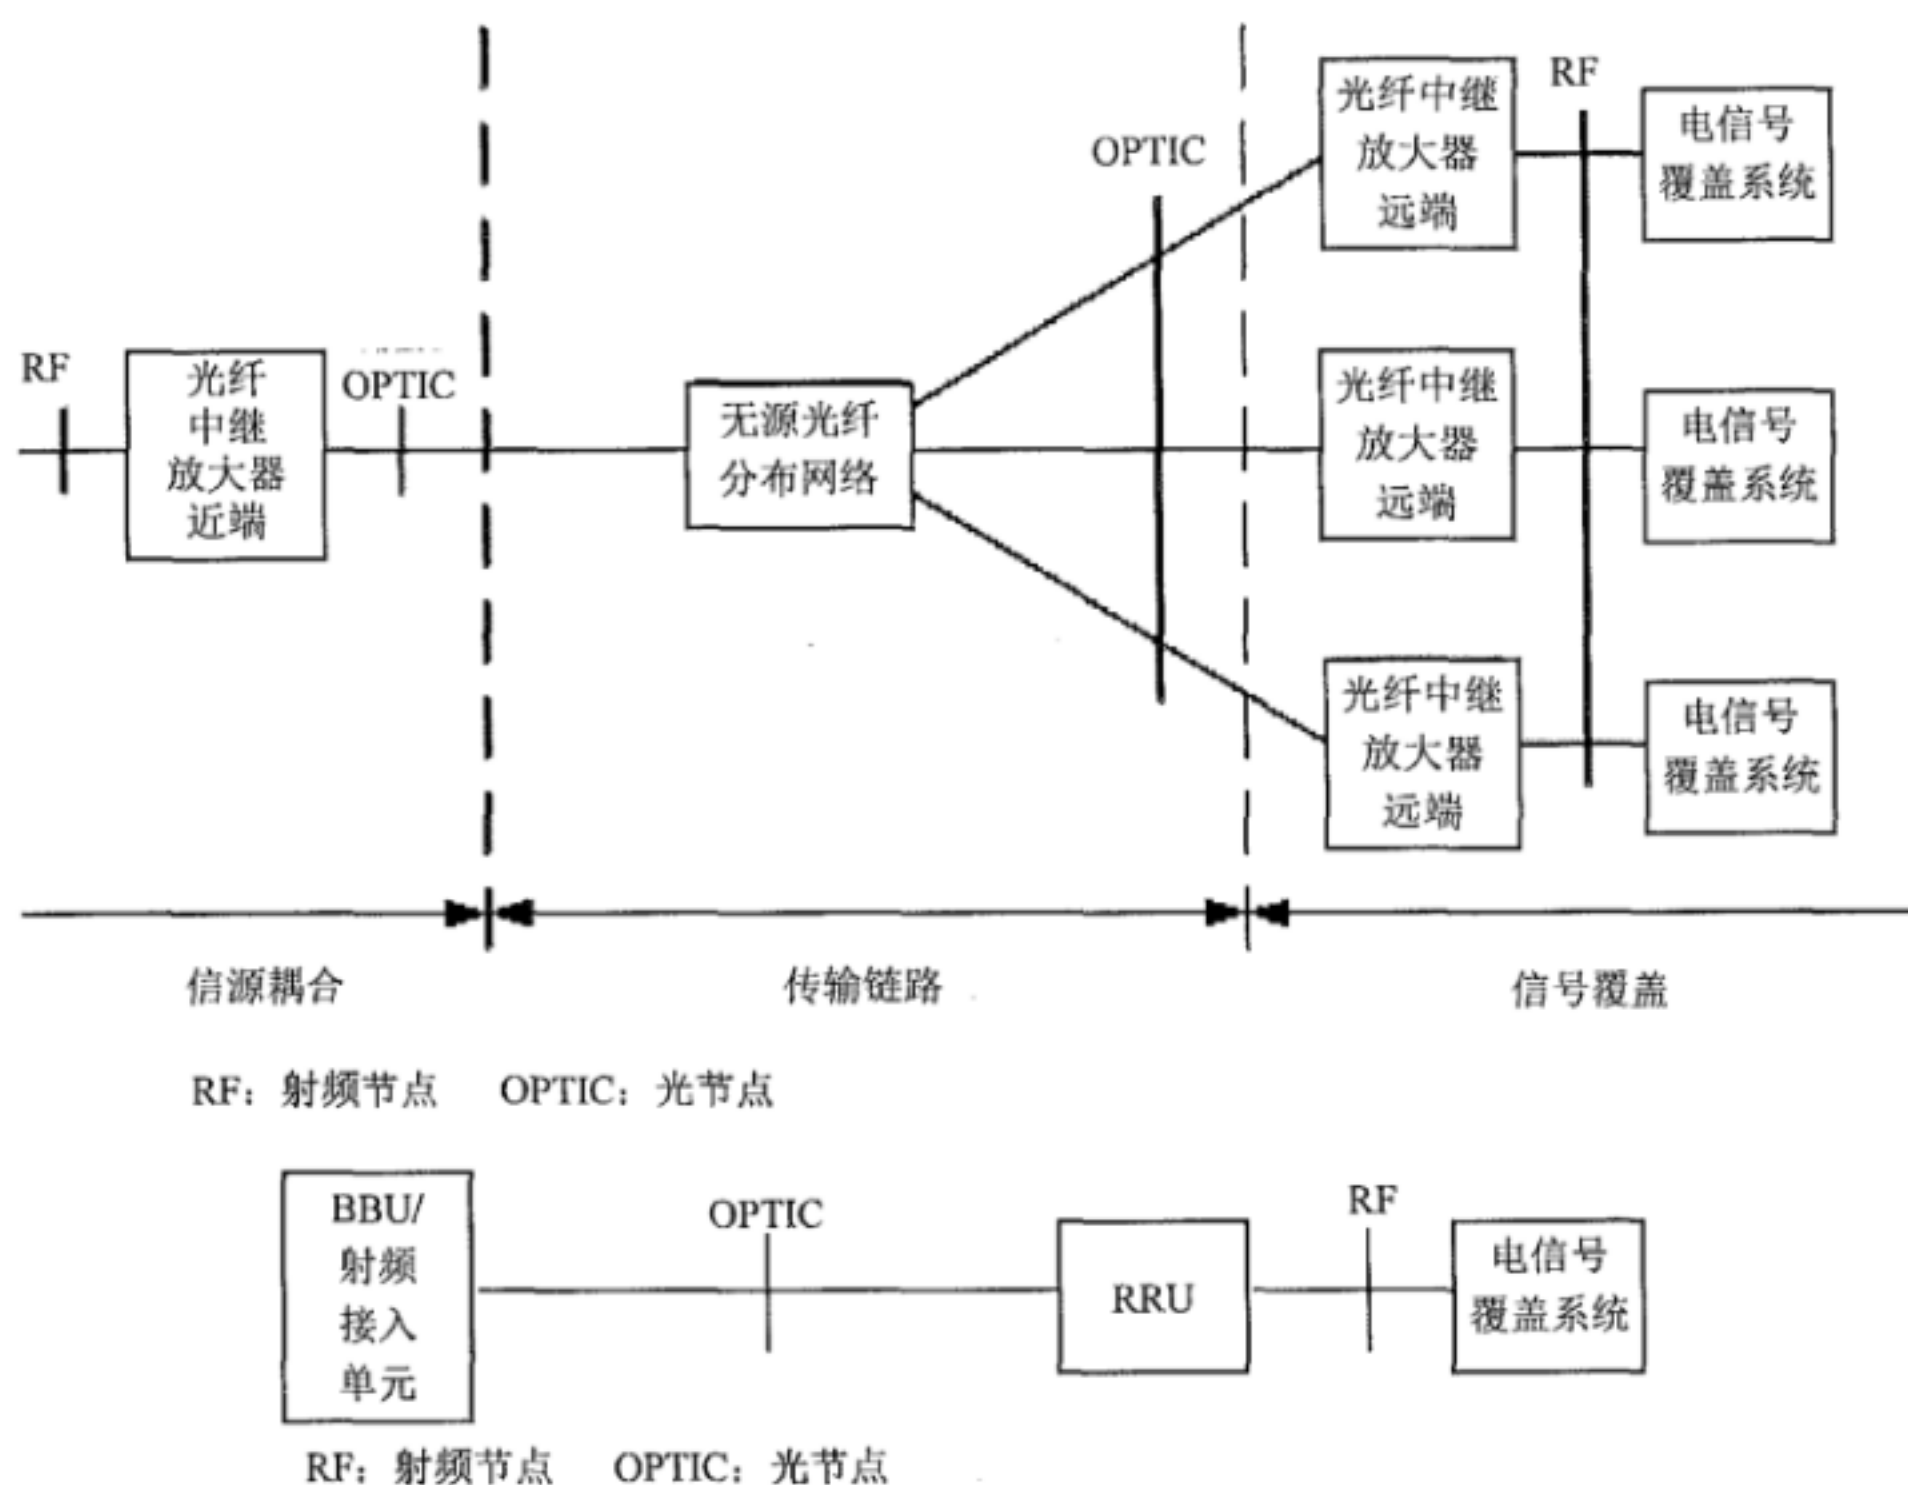 RF
光纤
中继
放大器
近端
OPTIC
无源光纤
分布网络
OPTIC
光纤中继
放大器
远端
RF
电信号
覆盖系统
光纤中继
放大器
远端
电信号
覆盖系统
光纤中继
放大器
远端
电信号
覆盖系统
信源耦合
传输链路
信号覆盖
RF：射频节点 OPTIC：光节点
BBU/
射频
接入
单元
OPTIC
RRU
RF
电信号
覆盖系统
RF：射频节点 OPTIC：光节点